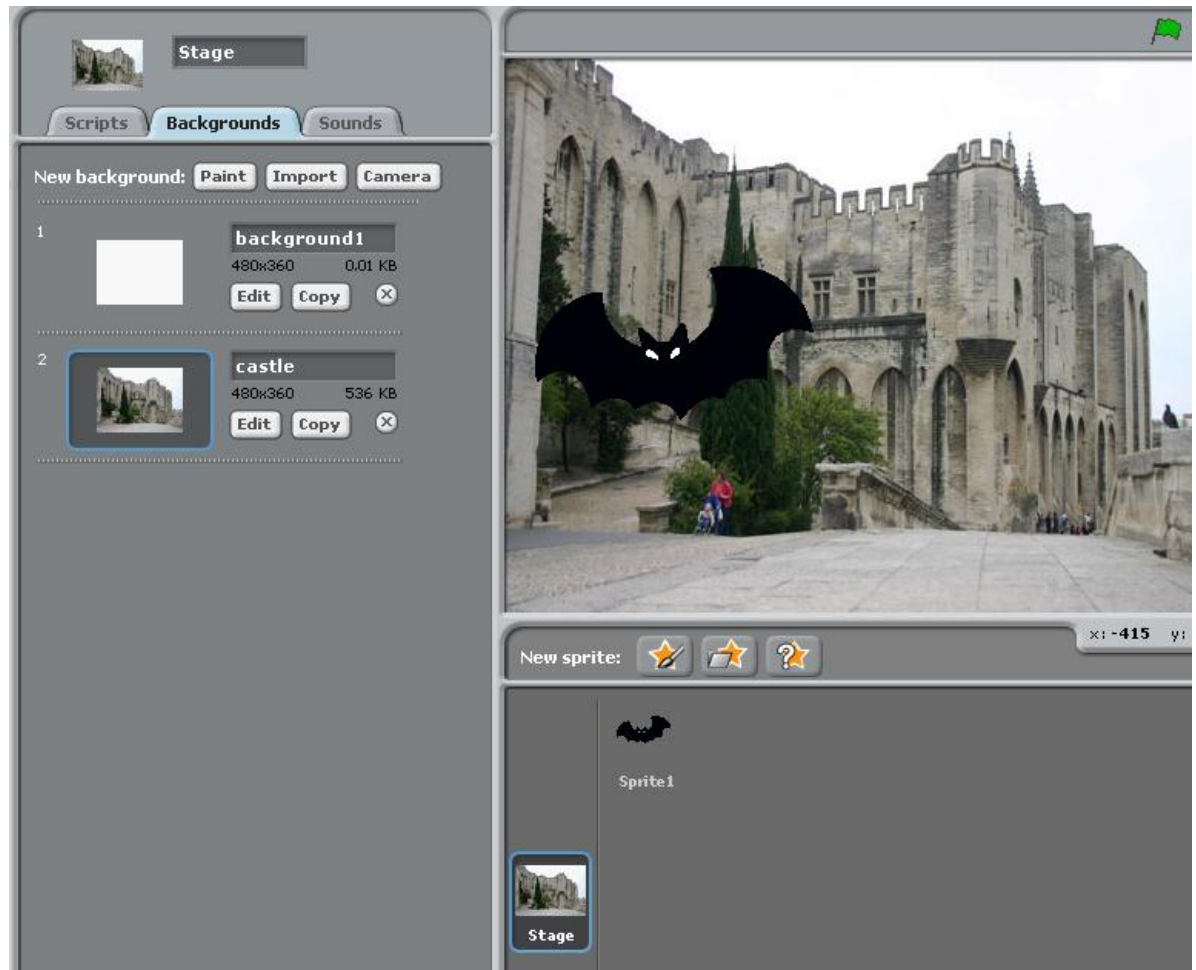 Stage
Scripts Backgrounds Sounds
New background: Paint Import Camera
1
background1
480x360 0.01 KB
Edit Copy
2
castle
480x360 536 KB
Edit Copy
x: -415 y:
New sprite:
Sprite1
Stage